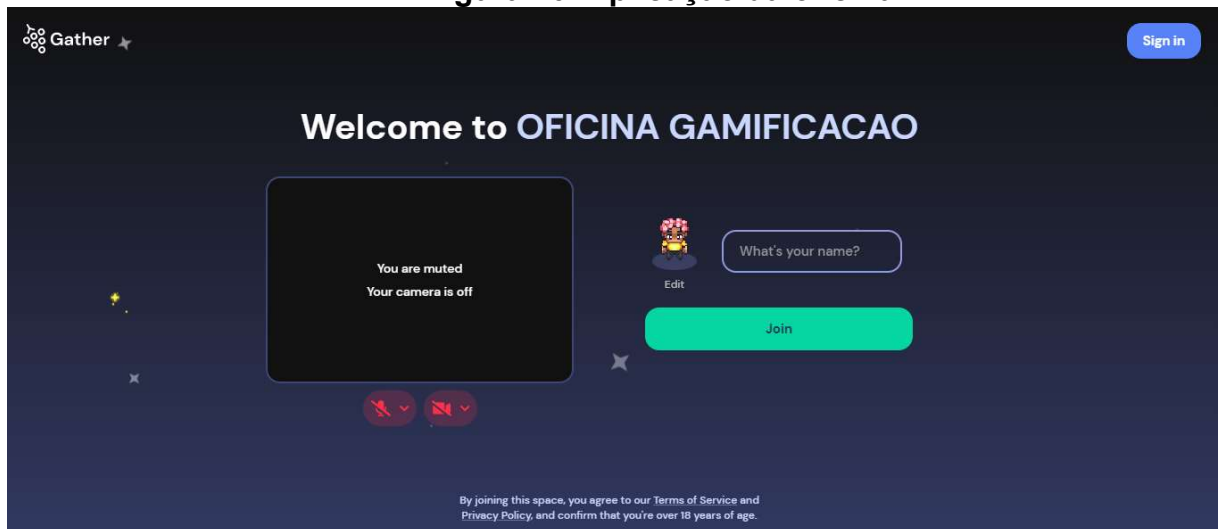 Gather
Sign in
Welcome to OFICINA GAMIFICACAO
You are muted
Your camera is off
What's your name?
Edit
Join
By joining this space, you agree to our Terms of Service and
Privacy Policy, and confirm that you're over 18 years of age.